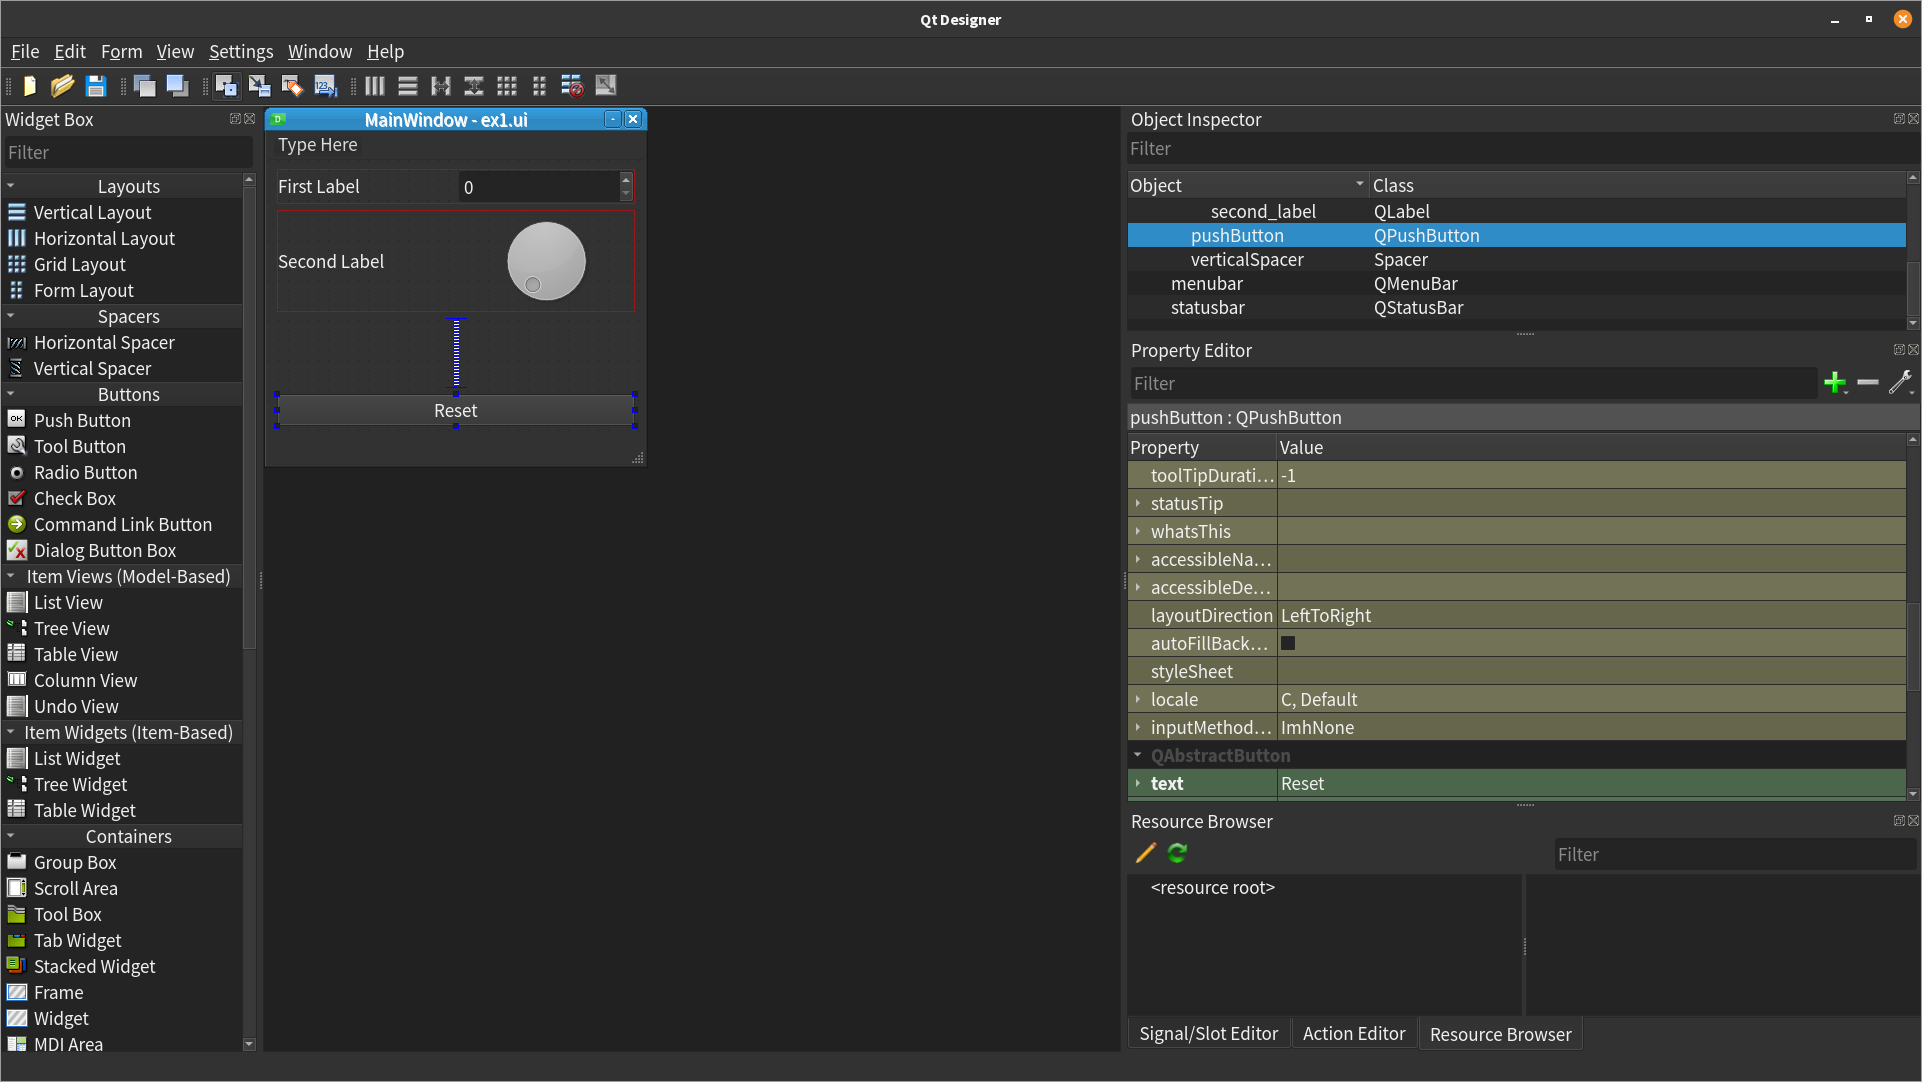 Qt Designer
File Edit Form View Settings Window Help
Widget Box
Filter
Layouts
Vertical Layout
Horizontal Layout
Grid Layout
Form Layout
Spacers
Horizontal Spacer
Vertical Spacer
Buttons
OK Push Button
Tool Button
Radio Button
Check Box
Command Link Button
Dialog Button Box
Item Views (Model-Based)
List View
Tree View
Table View
Column View
Undo View
Item Widgets (Item-Based)
List Widget
Tree Widget
Table Widget
Containers
Group Box
Scroll Area
Tool Box
Tab Widget
Stacked Widget
Frame
Widget
MDI Area
D MainWindow - ex1.ui
Type Here
First Label 0
Second Label
Reset
Object Inspector
Filter
Object Class
second_label QLabel
pushButton QPushButton
verticalSpacer Spacer
menubar QMenuBar
statusbar QStatusBar
Property Editor
Filter
pushButton : QPushButton
Property Value
toolTipDurati... -1
statusTip
whatsThis
accessibleNa...
accessibleDe...
layoutDirection LeftToRight
autoFillBack...
styleSheet
locale C, Default
inputMethod... ImhNone
QAbstractButton
text Reset
Resource Browser
Filter
<resource root>
Signal/Slot Editor Action Editor Resource Browser